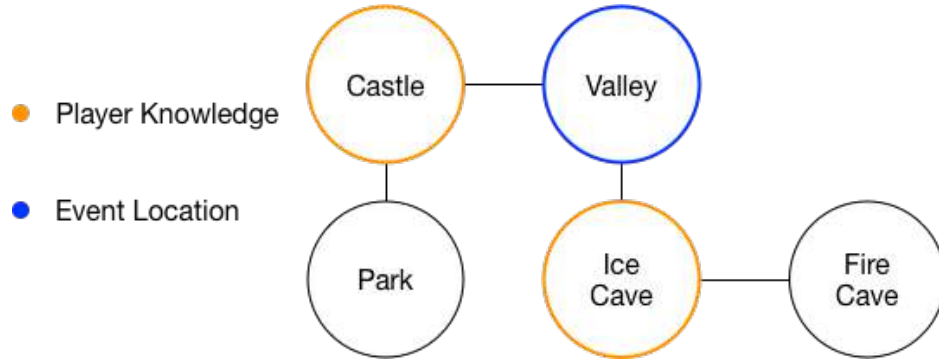 Castle
Valley
Player Knowledge
Event Location
Park
Ice
Cave
Fire
Cave